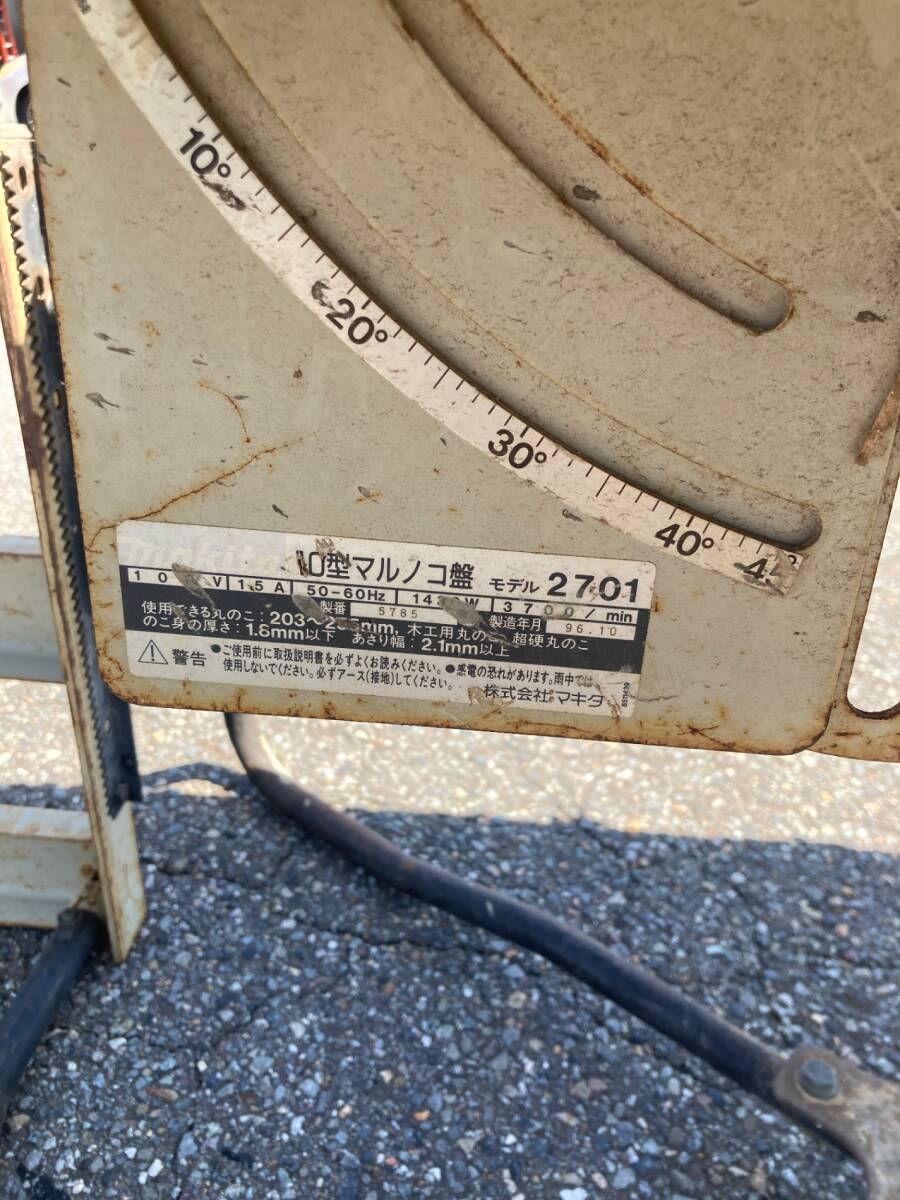 10°
20°
30°
40°
makita 10型マルノコ盤 モデル 2701
V 15A 50-60Hz W 3700/min
製番 5785 製造年月 96.10
使用できる丸のこ:203~ mm, 木工用丸のこ 超硬丸のこ
のこ身の厚さ:1.8mm以下 あさり幅:2.1mm以上
警告 ●ご使用前に取扱説明書を必ずよくお読みください。●感電の恐れがあります。雨中では
使用しないでください。必ずアース(接地)してください。
株式会社マキタ